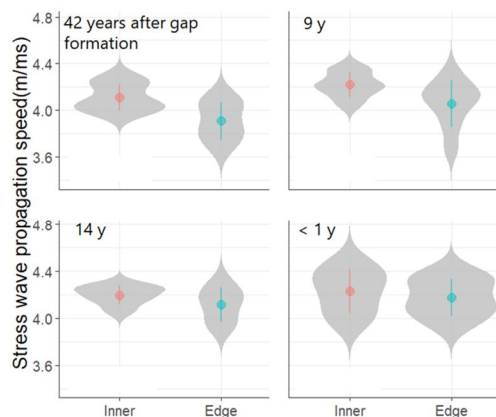 Stress wave propagation speed(m/ms)
42 years after gap
formation
9 y
4.8
4.4
4.0
3.6
14 y
< 1 y
4.8
4.4
4.0
3.6
Inner
Edge
Inner
Edge